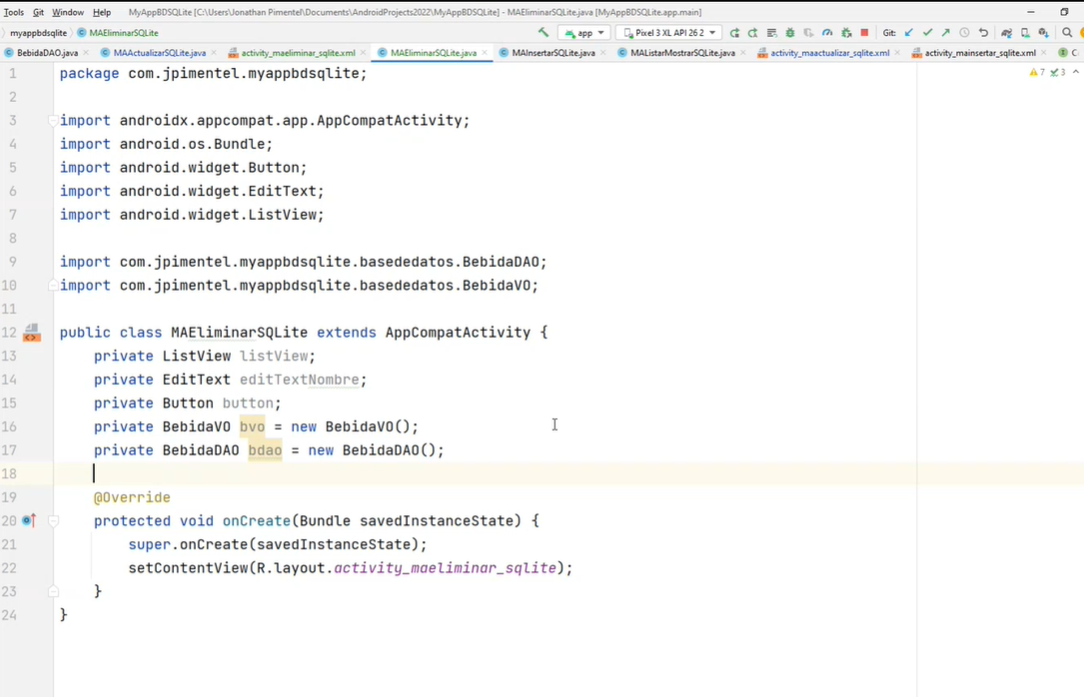 Tools Git Window Help MyAppBDSQLite [C:\Users\Jonathan Pimentel\Documents\AndroidProjects2022\MyAppBDSQLite] - MAEliminarSQLite.java [MyAppBDSQLite.app.main]
myappbdsqlite MAEliminarSQLite app Pixel 3 XL API 26 2 Git:
BebidaDAO.java MAActualizarSQLite.java activity_maeliminar_sqlite.xml MAEliminarSQLite.java MAInsertarSQLite.java MAListarMostrarSQLite.java activity_maactualizar_sqlite.xml activity_mainsertar_sqlite.xml C
1 package com.jpimentel.myappbdsqlite; 7 3
2
3 import androidx.appcompat.app.AppCompatActivity;
4 import android.os.Bundle;
5 import android.widget.Button;
6 import android.widget.EditText;
7 import android.widget.ListView;
8
9 import com.jpimentel.myappbdsqlite.basededatos.BebidaDAO;
10 import com.jpimentel.myappbdsqlite.basededatos.BebidaVO;
11
12 public class MAEliminarSQLite extends AppCompatActivity {
13 private ListView listView;
14 private EditText editTextNombre;
15 private Button button;
16 private BebidaVO bvo = new BebidaVO();
17 private BebidaDAO bdao = new BebidaDAO();
18
19 @Override
20 protected void onCreate(Bundle savedInstanceState) {
21 super.onCreate(savedInstanceState);
22 setContentView(R.layout.activity_maeliminar_sqlite);
23 }
24 }